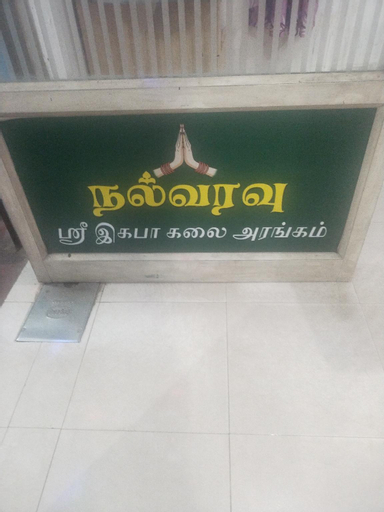 நல்வரவு
ஸ்ரீ இகபா கலை அரங்கம்